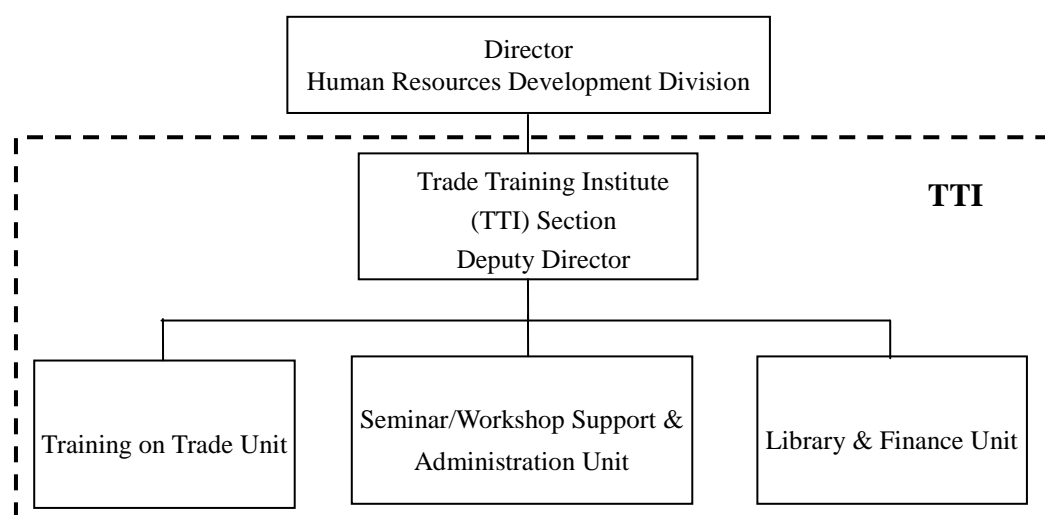 Director
Human Resources Development Division
Trade Training Institute
(TTI) Section
Deputy Director
TTI
Training on Trade Unit
Seminar/Workshop Support &
Administration Unit
Library & Finance Unit